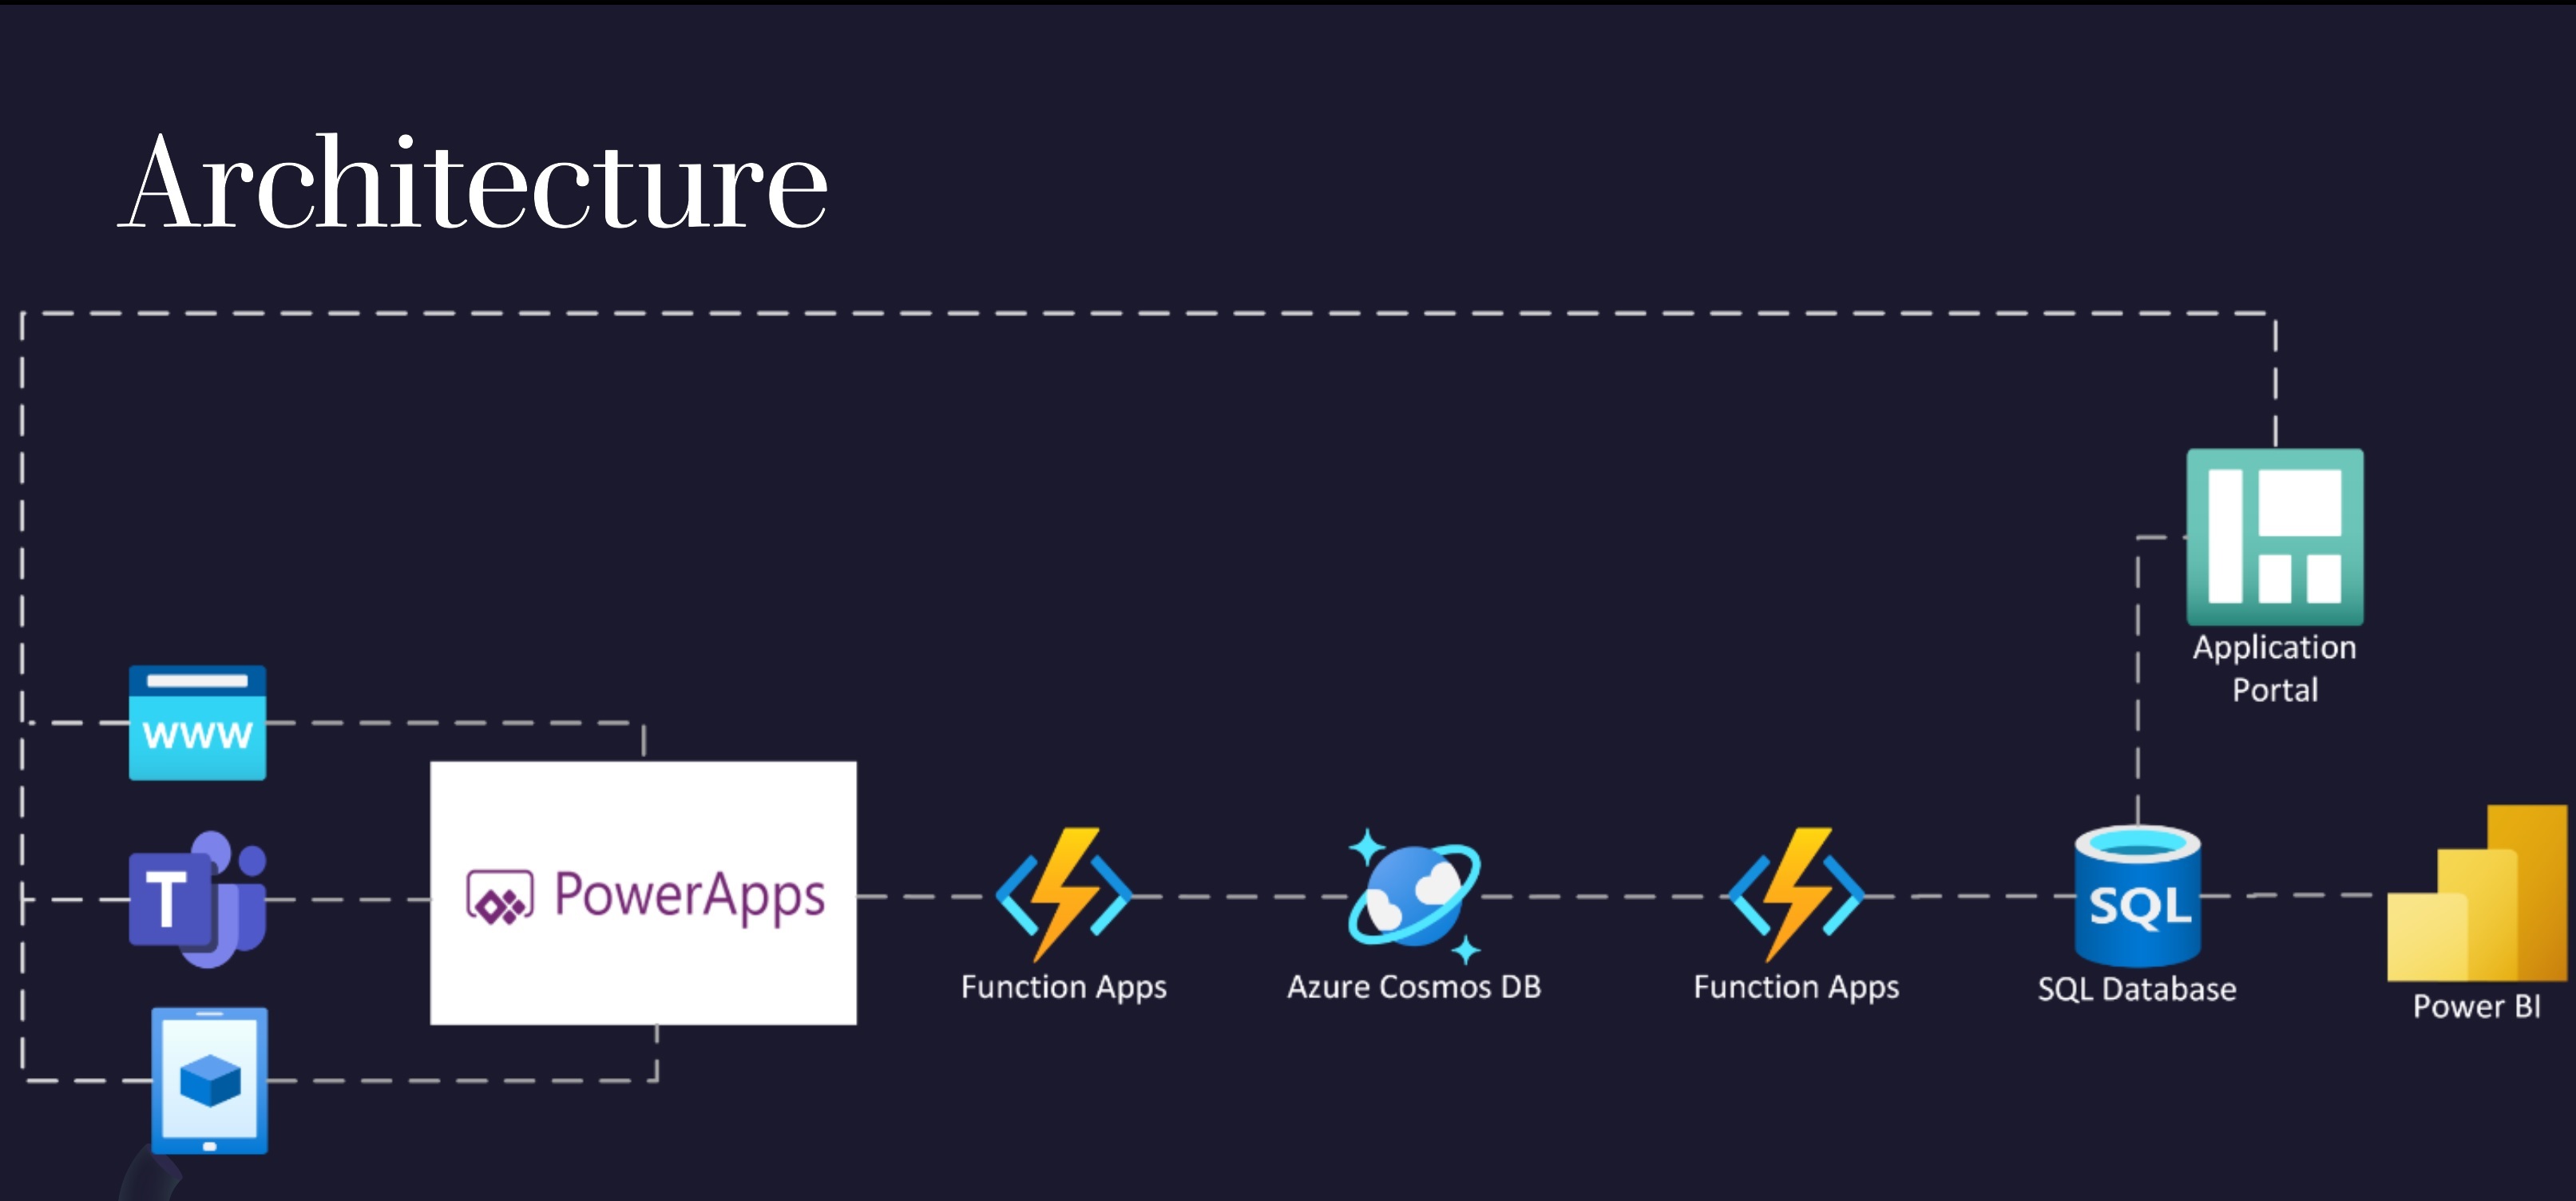 Architecture
Application
Portal
www
T
PowerApps
SQL
Function Apps
Azure Cosmos DB
Function Apps
SQL Database
Power BI